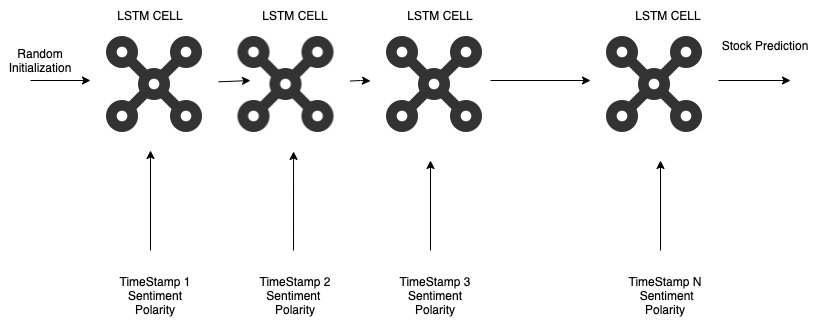 LSTM CELL
LSTM CELL
LSTM CELL
LSTM CELL
Random
Initialization
Stock Prediction
TimeStamp 1
Sentiment
Polarity
TimeStamp 2
Sentiment
Polarity
TimeStamp 3
Sentiment
Polarity
TimeStamp N
Sentiment
Polarity